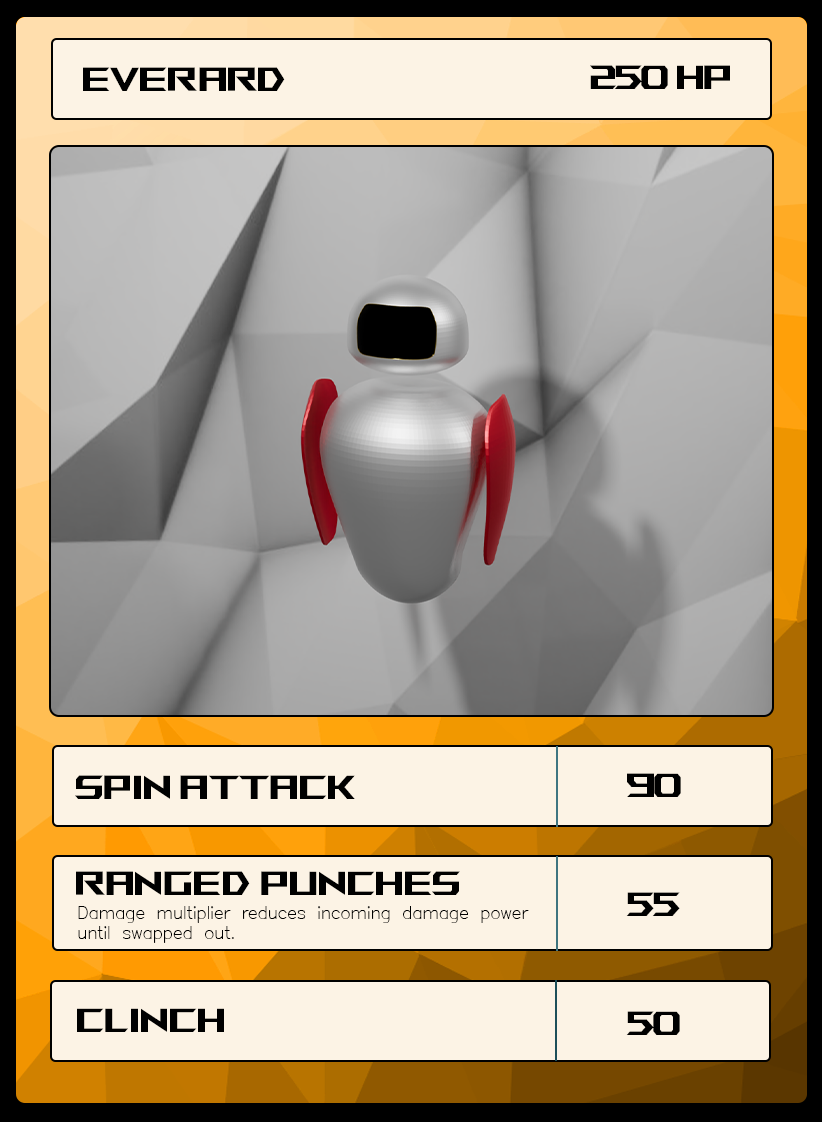 EVERARD 250 HP
SPIN ATTACK 90
RANGED PUNCHES
Damage multiplier reduces incoming damage power
until swapped out.
55
CLINCH 50